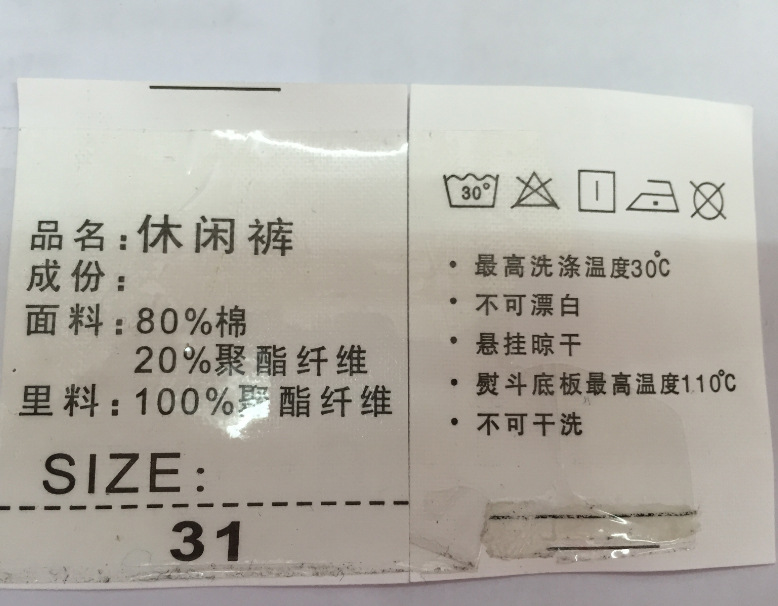 品名：休闲裤
成份：
面料：80%棉
20%聚酯纤维
里料：100%聚酯纤维
SIZE:
31
30°
· 最高洗涤温度30℃
· 不可漂白
· 悬挂晾干
· 熨斗底板最高温度110℃
· 不可干洗